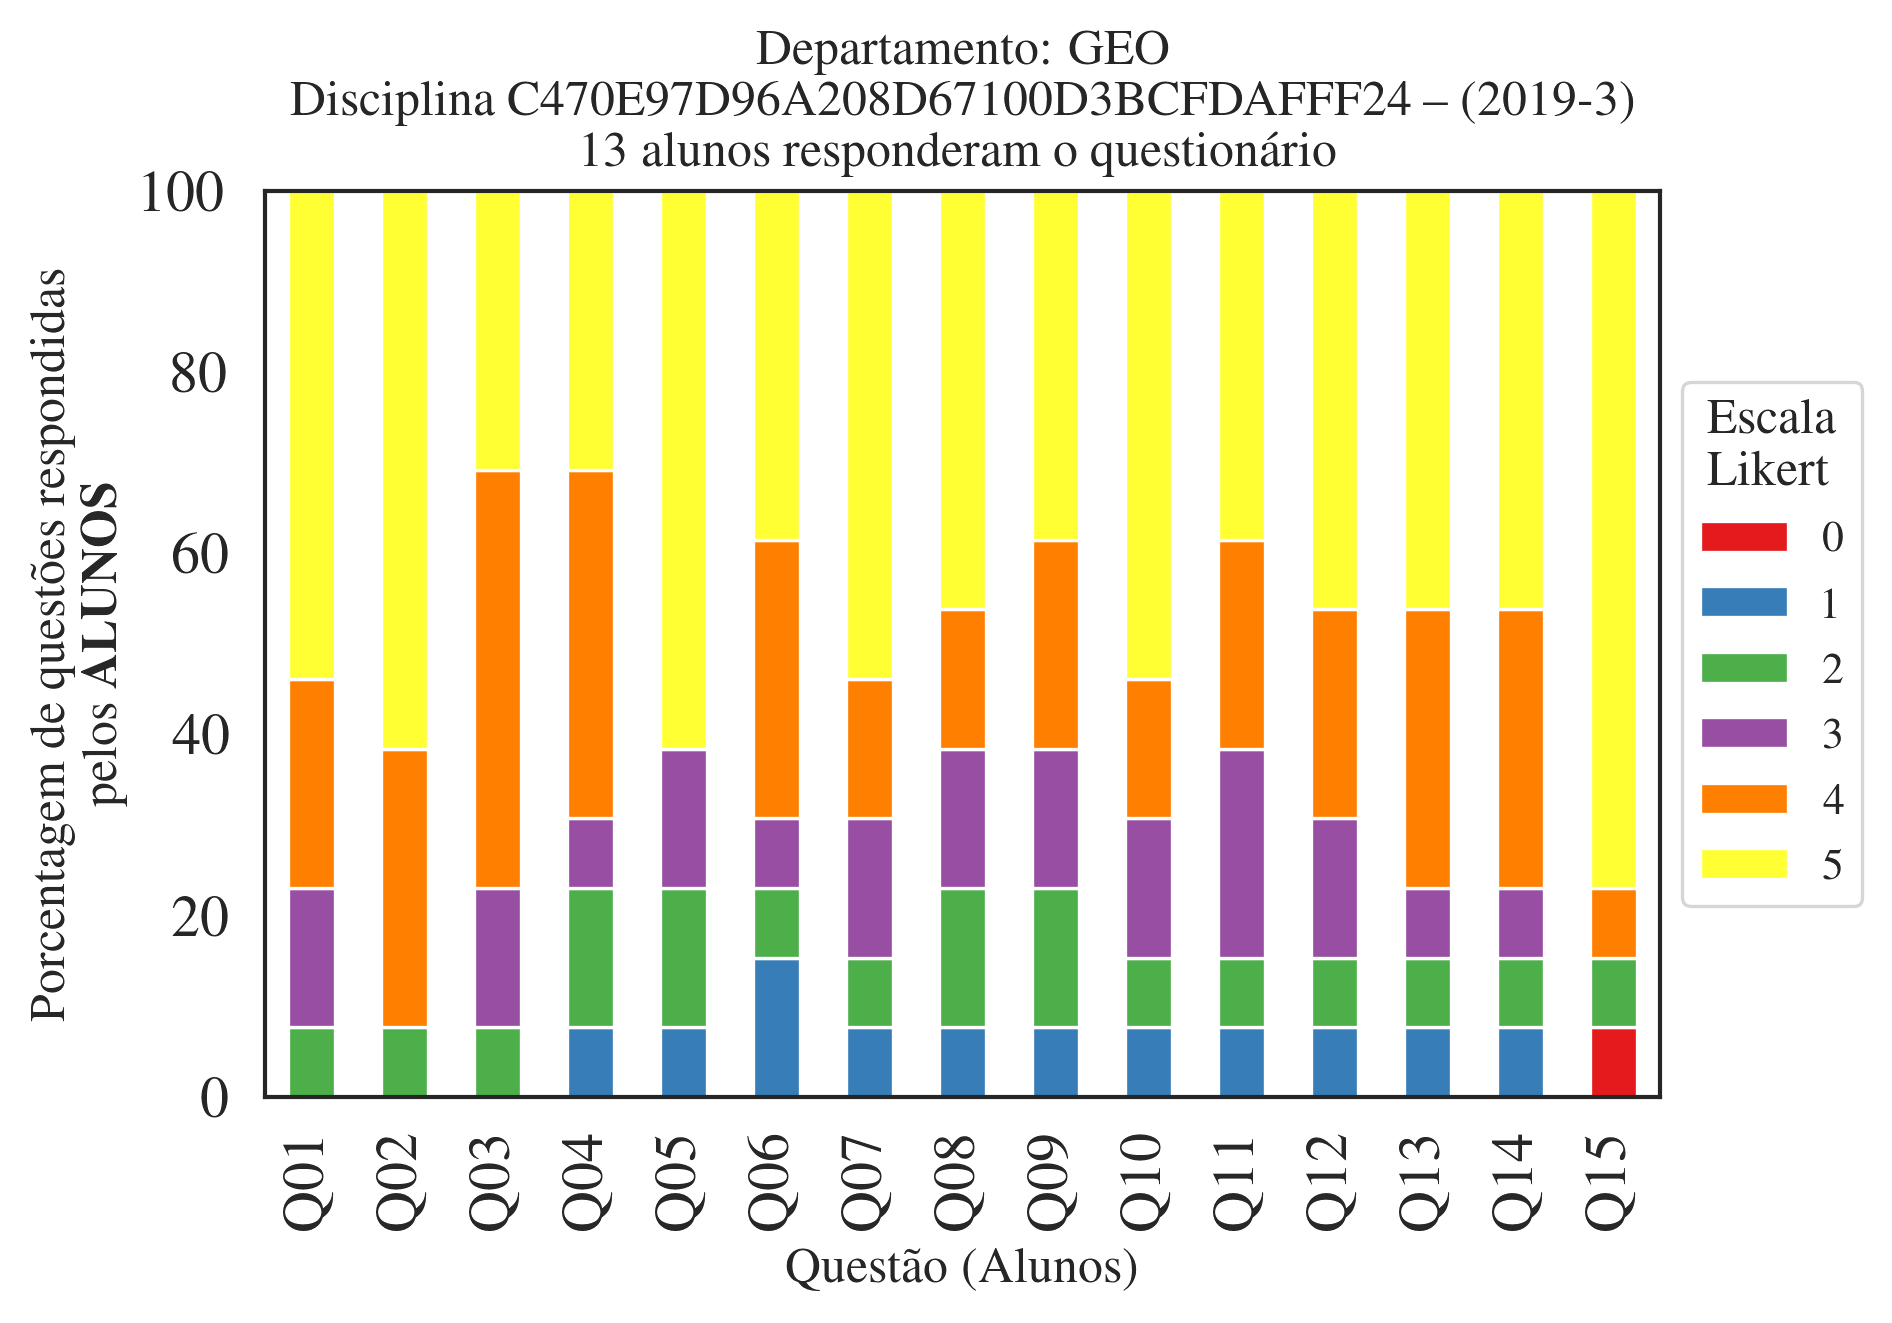 Departamento: GEO
Disciplina C470E97D96A208D67100D3BCFDAFFF24 – (2019-3)
13 alunos responderam o questionário
100
80
60
40
20
0
Porcentagem de questões respondidas
pelos ALUNOS
Q01
Q02
Q03
Q04
Q05
Q06
Q07
Q08
Q09
Q10
Q11
Q12
Q13
Q14
Q15
Questão (Alunos)
Escala
Likert
0
1
2
3
4
5